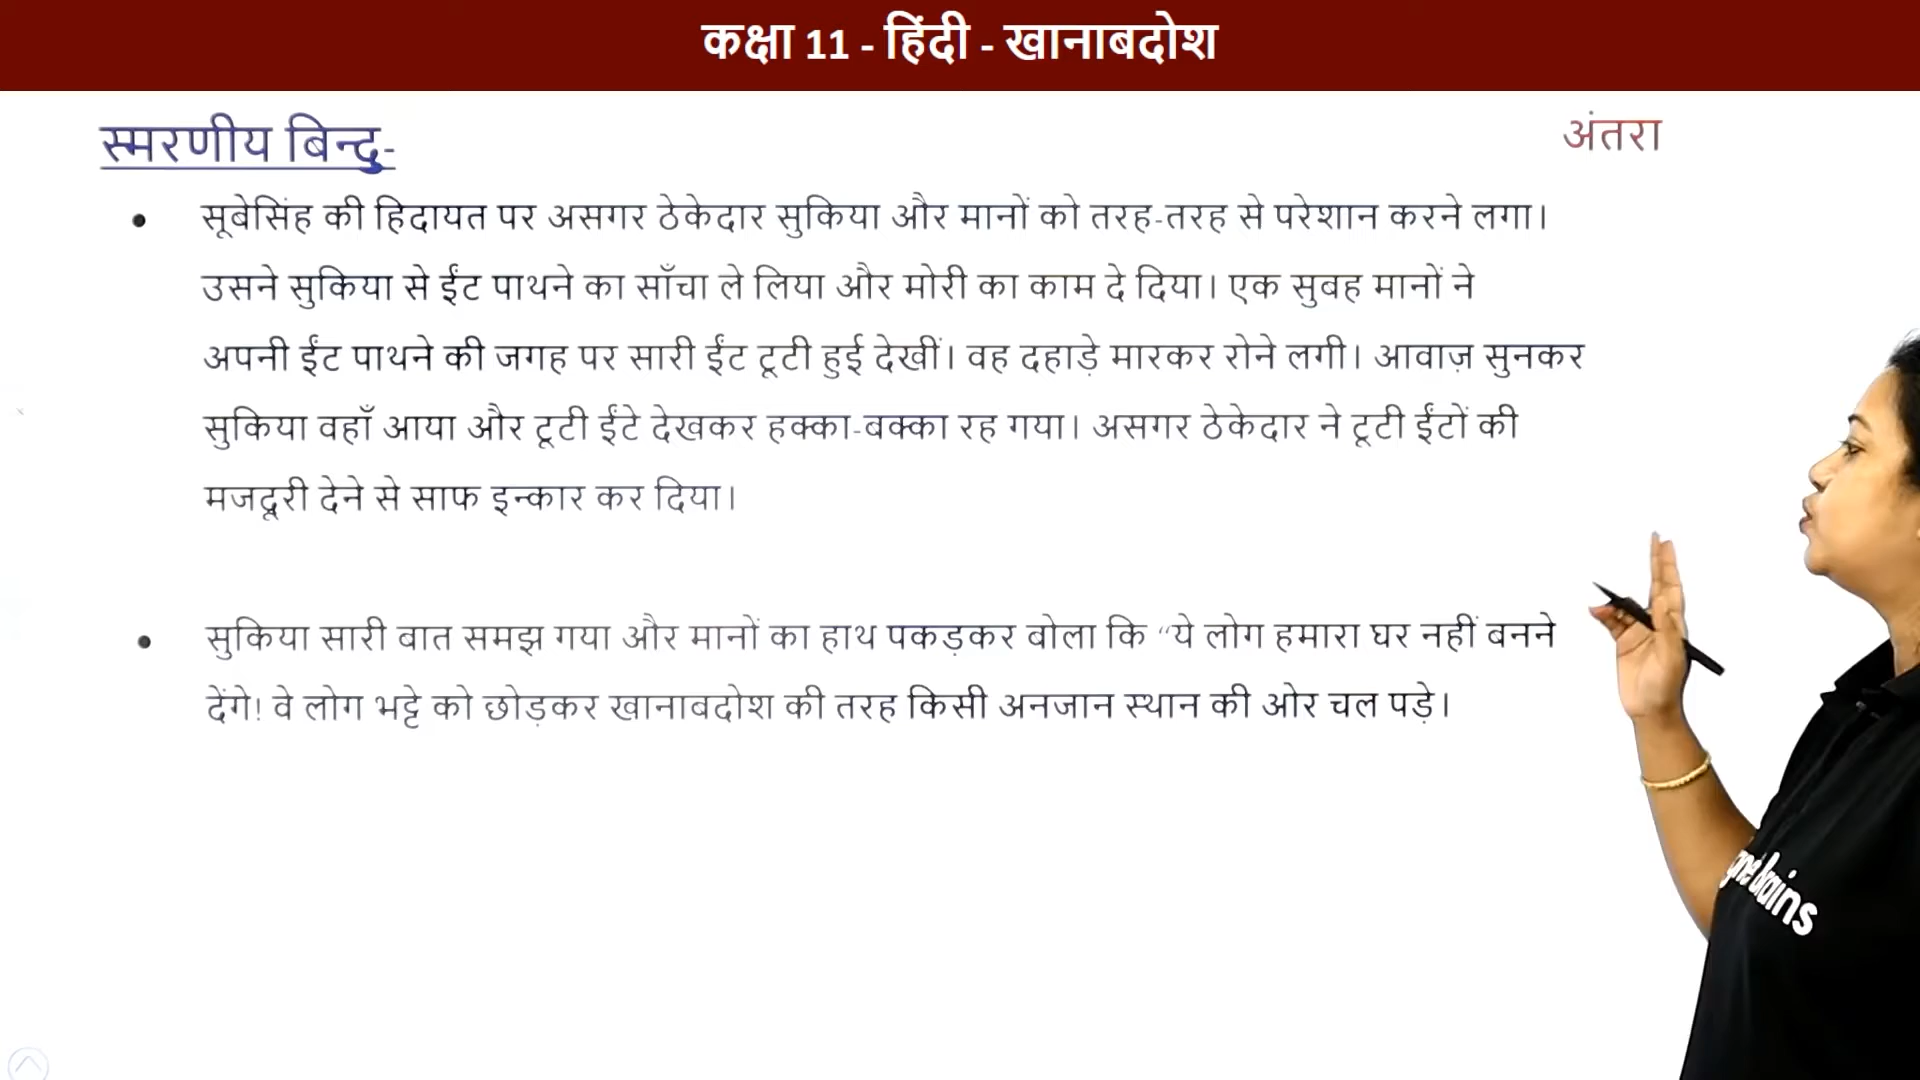 कक्षा 11 - हिंदी - खानाबदोश
स्मरणीय बिन्दु-
अंतरा
सूबेसिंह की हिदायत पर असगर ठेकेदार सुकिया और मानों को तरह-तरह से परेशान करने लगा।
उसने सुकिया से ईंट पाथने का साँचा ले लिया और मोरी का काम दे दिया। एक सुबह मानों ने
अपनी ईंट पाथने की जगह पर सारी ईंट टूटी हुई देखीं। वह दहाड़े मारकर रोने लगी। आवाज़ सुनकर
सुकिया वहाँ आया और टूटी ईंटे देखकर हक्का-बक्का रह गया। असगर ठेकेदार ने टूटी ईंटों की
मजदूरी देने से साफ इन्कार कर दिया।
सुकिया सारी बात समझ गया और मानों का हाथ पकड़कर बोला कि “ये लोग हमारा घर नहीं बनने
देंगे! वे लोग भट्टे को छोड़कर खानाबदोश की तरह किसी अनजान स्थान की ओर चल पड़े।